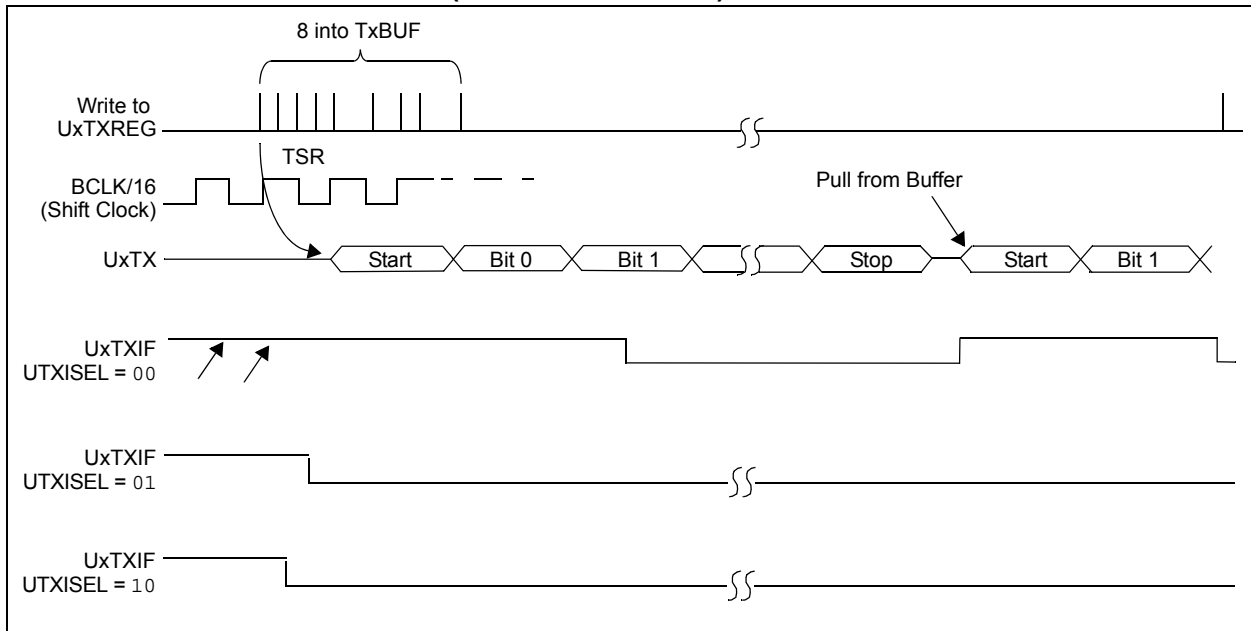 8 into TxBUF
Write to
UxTXREG
TSR
BCLK/16
(Shift Clock)
Pull from Buffer
UxTX
Start
Bit 0
Bit 1
Stop
Start
Bit 1
UxTXIF
UTXISEL = 00
UxTXIF
UTXISEL = 01
UxTXIF
UTXISEL = 10